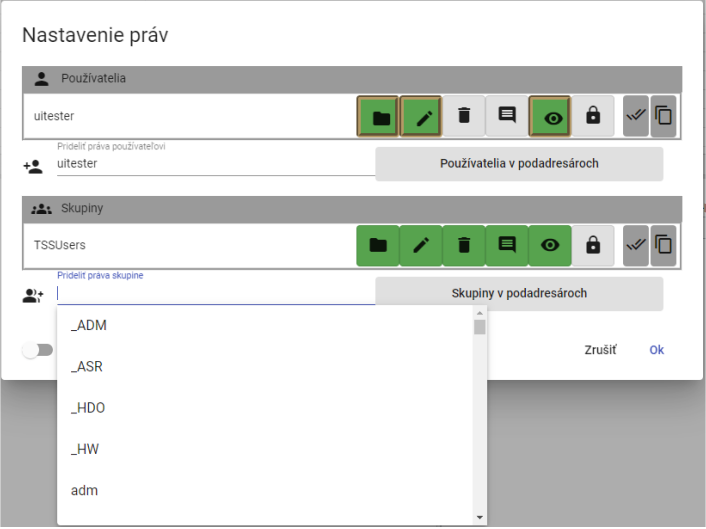 Nastavenie práv
Používatelia
uitester
Prideliť práva používateľovi
uitester
Používatelia v podadresároch
Skupiny
TSSUsers
Prideliť práva skupine
Skupiny v podadresároch
_ADM
_ASR
_HDO
_HW
adm
Zrušiť Ok